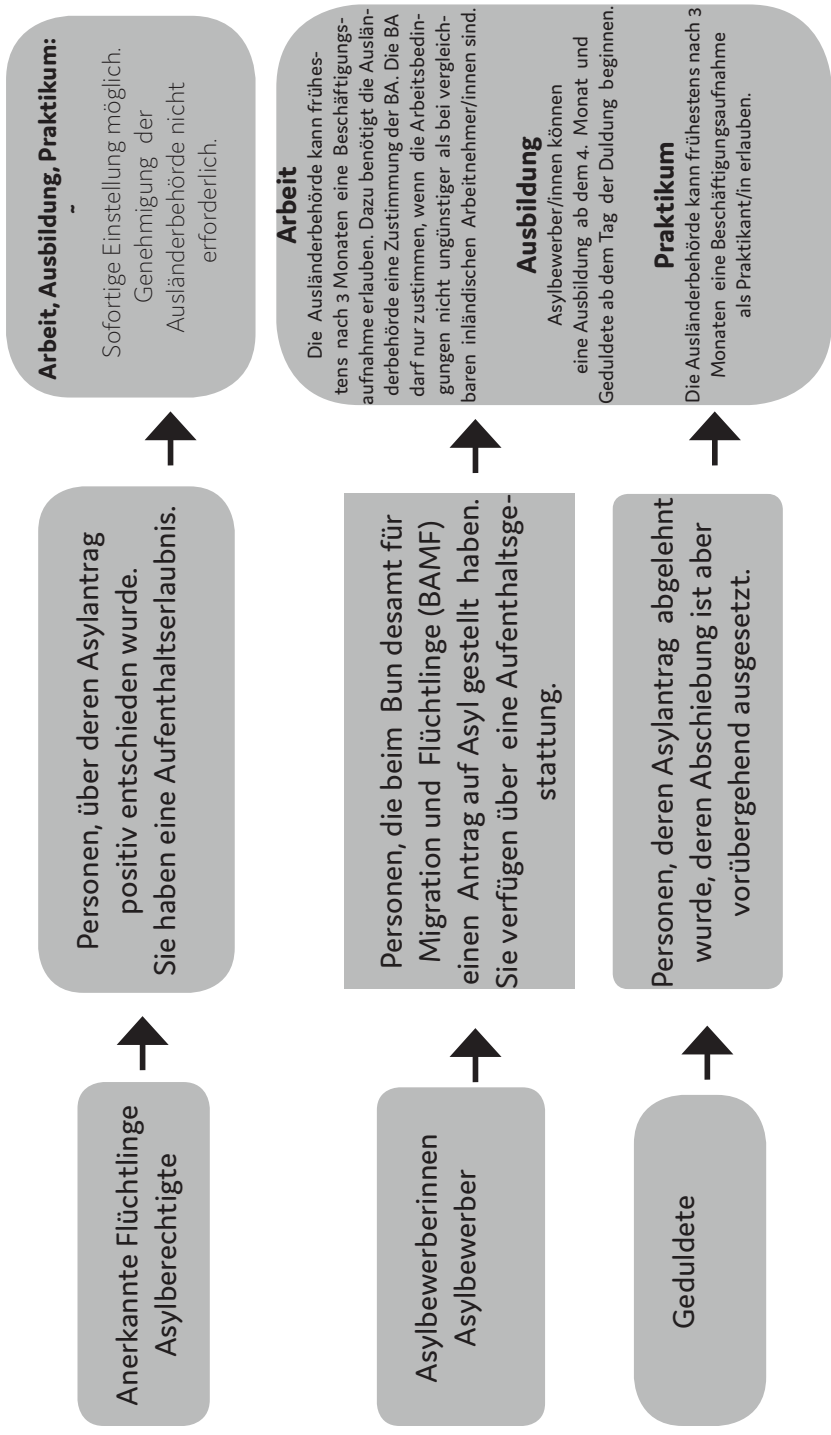 Anerkannte Flüchtlinge
Asylberechtigte
Personen, über deren Asylantrag
positiv entschieden wurde.
Sie haben eine Aufenthaltserlaubnis.
Arbeit, Ausbildung, Praktikum:
~
Sofortige Einstellung möglich.
Genehmigung der
Ausländerbehörde nicht
erforderlich.
Asylbewerberinnen
Asylbewerber
Personen, die beim Bun desamt für
Migration und Flüchtlinge (BAMF)
einen Antrag auf Asyl gestellt haben.
Sie verfügen über eine Aufenthaltsge-
stattung.
Geduldete
Personen, deren Asylantrag abgelehnt
wurde, deren Abschiebung ist aber
vorübergehend ausgesetzt.
Arbeit
Die Ausländerbehörde kann frühes-
tens nach 3 Monaten eine Beschäftigungs-
aufnahme erlauben. Dazu benötigt die Auslän-
derbehörde eine Zustimmung der BA. Die BA
darf nur zustimmen, wenn die Arbeitsbedin-
gungen nicht ungünstiger als bei vergleich-
baren inländischen Arbeitnehmer/innen sind.
Ausbildung
Asylbewerber/innen können
eine Ausbildung ab dem 4. Monat und
Geduldete ab dem Tag der Duldung beginnen.
Praktikum
Die Ausländerbehörde kann frühestens nach 3
Monaten eine Beschäftigungsaufnahme
als Praktikant/in erlauben.